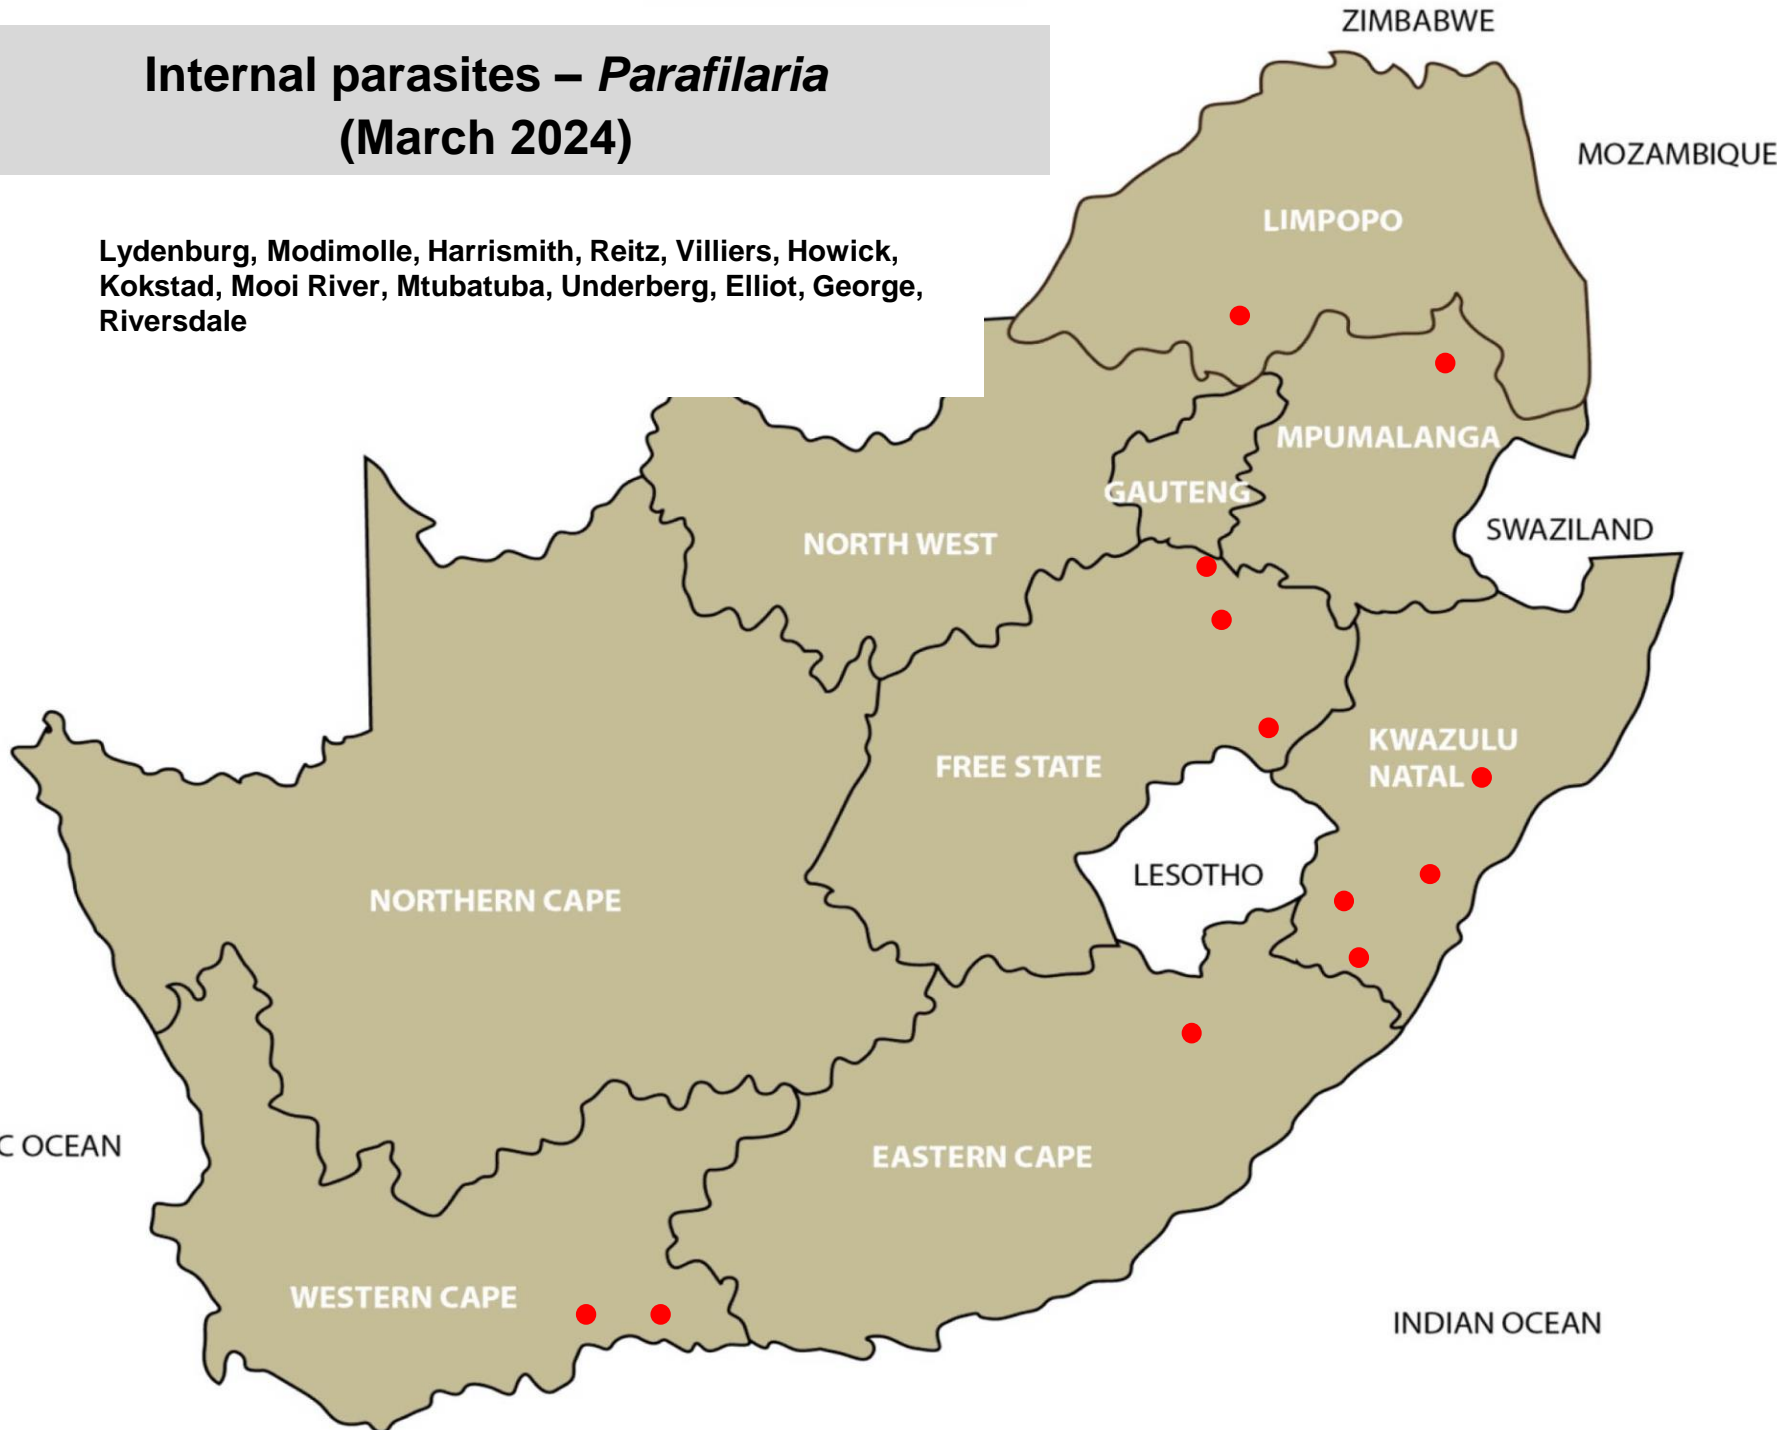 ZIMBABWE
Internal parasites – Parafilaria
(March 2024)
MOZAMBIQUE
LIMPOPO
Lydenburg, Modimolle, Harrismith, Reitz, Villiers, Howick,
Kokstad, Mooi River, Mtubatuba, Underberg, Elliot, George,
Riversdale
MPUMALANGA
GAUTENG
SWAZILAND
NORTH WEST
KWAZULU
NATAL
FREE STATE
LESOTHO
NORTHERN CAPE
C OCEAN
EASTERN CAPE
WESTERN CAPE
INDIAN OCEAN